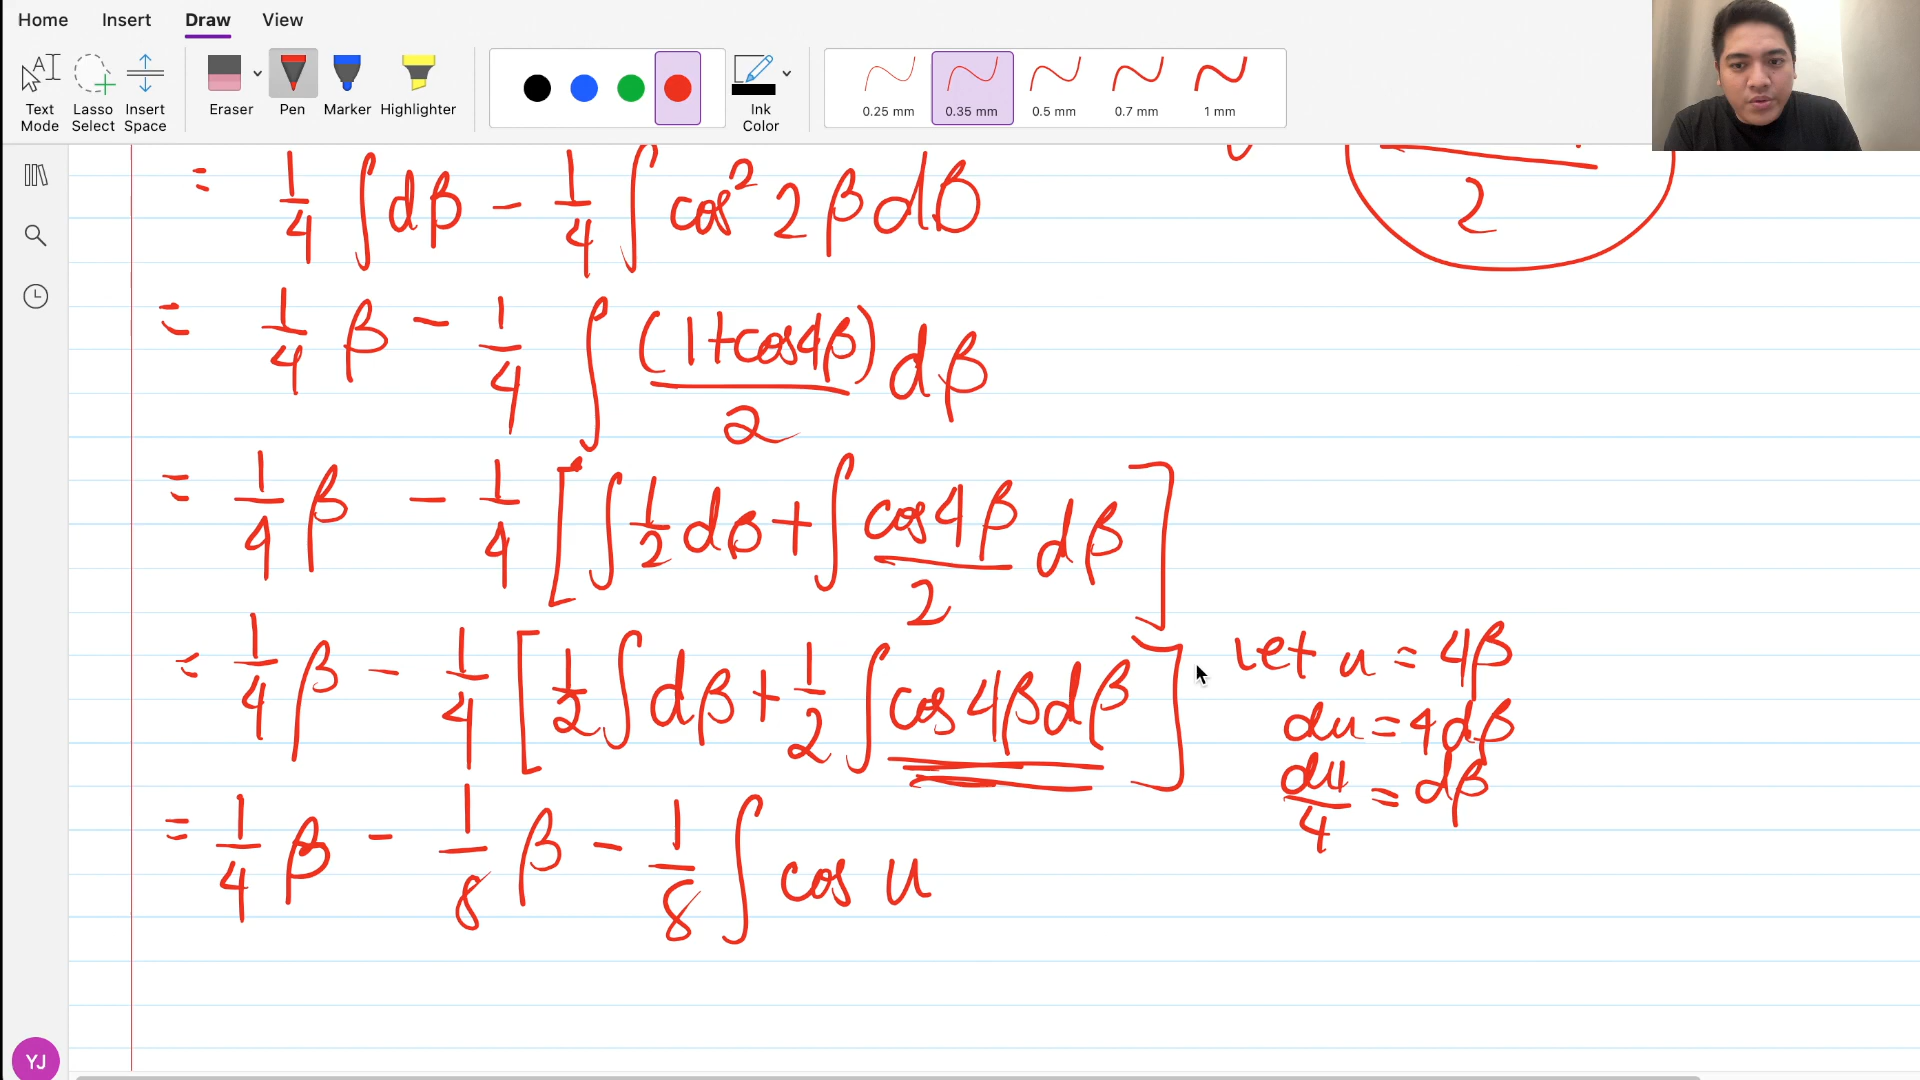 Home Insert Draw View
Text Mode
Lasso Select
Insert Space
Eraser
Pen
Marker
Highlighter
Ink Color
0.25 mm
0.35 mm
0.5 mm
0.7 mm
1 mm
= 1/4 ∫ dβ - 1/4 ∫ cos² 2β dβ
2
= 1/4 β - 1/4 ∫ (1+cos4β)/2 dβ
= 1/4 β - 1/4 [ ∫ 1/2 dβ + ∫ cos4β/2 dβ ]
= 1/4 β - 1/4 [ 1/2 ∫ dβ + 1/2 ∫ cos 4β dβ ]
Let u = 4β
du = 4dβ
du/4 = dβ
= 1/4 β - 1/8 β - 1/8 ∫ cos u
YJ